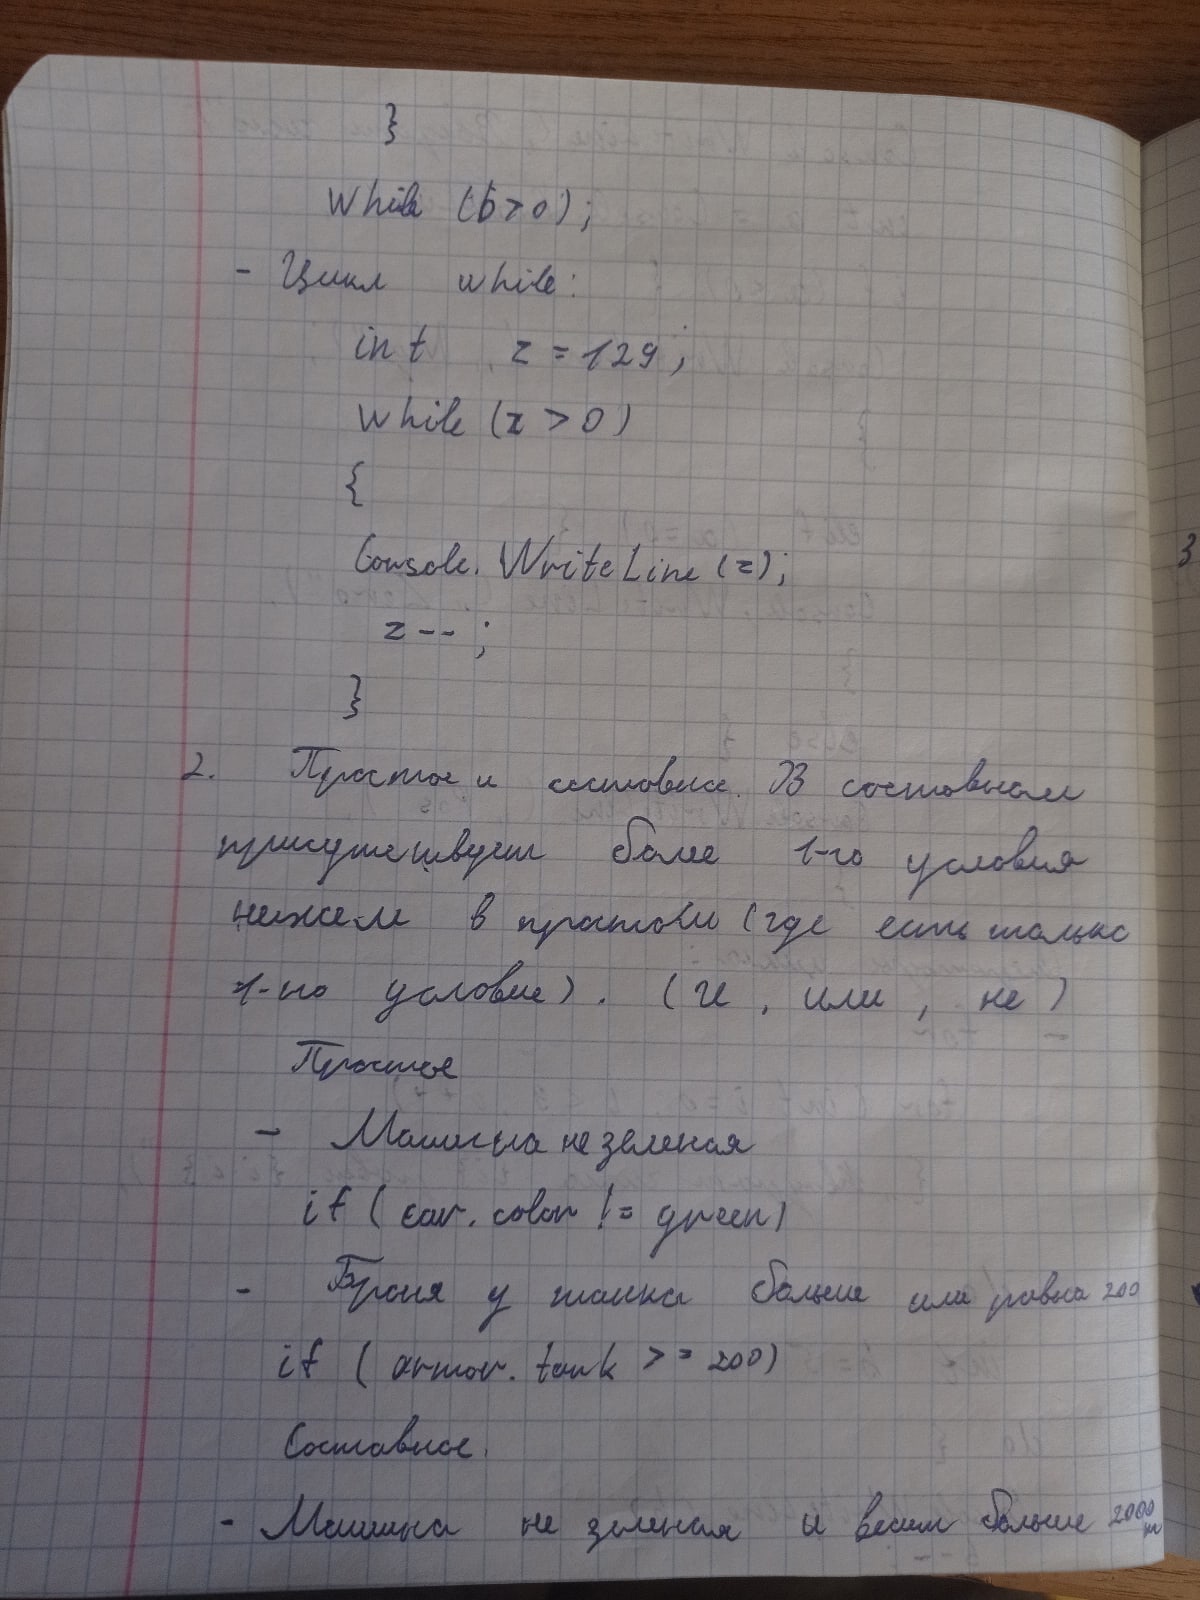 }
while (b>0);
- Цикл while:
int z = 129;
while (z > 0)
{
Console. WriteLine (z);
z -- ;
}
2. Простое и составное. В составном
присутствует более 1-го условия
нежели в простом (где есть только
1-но условие). (И, или, не)
Простое
- Машина не зеленая
if (car. color != green)
- Броня у танка больше или равна 200
if (armor. tank >= 200)
Составное.
- Машина не зеленая и весит больше 2000
3